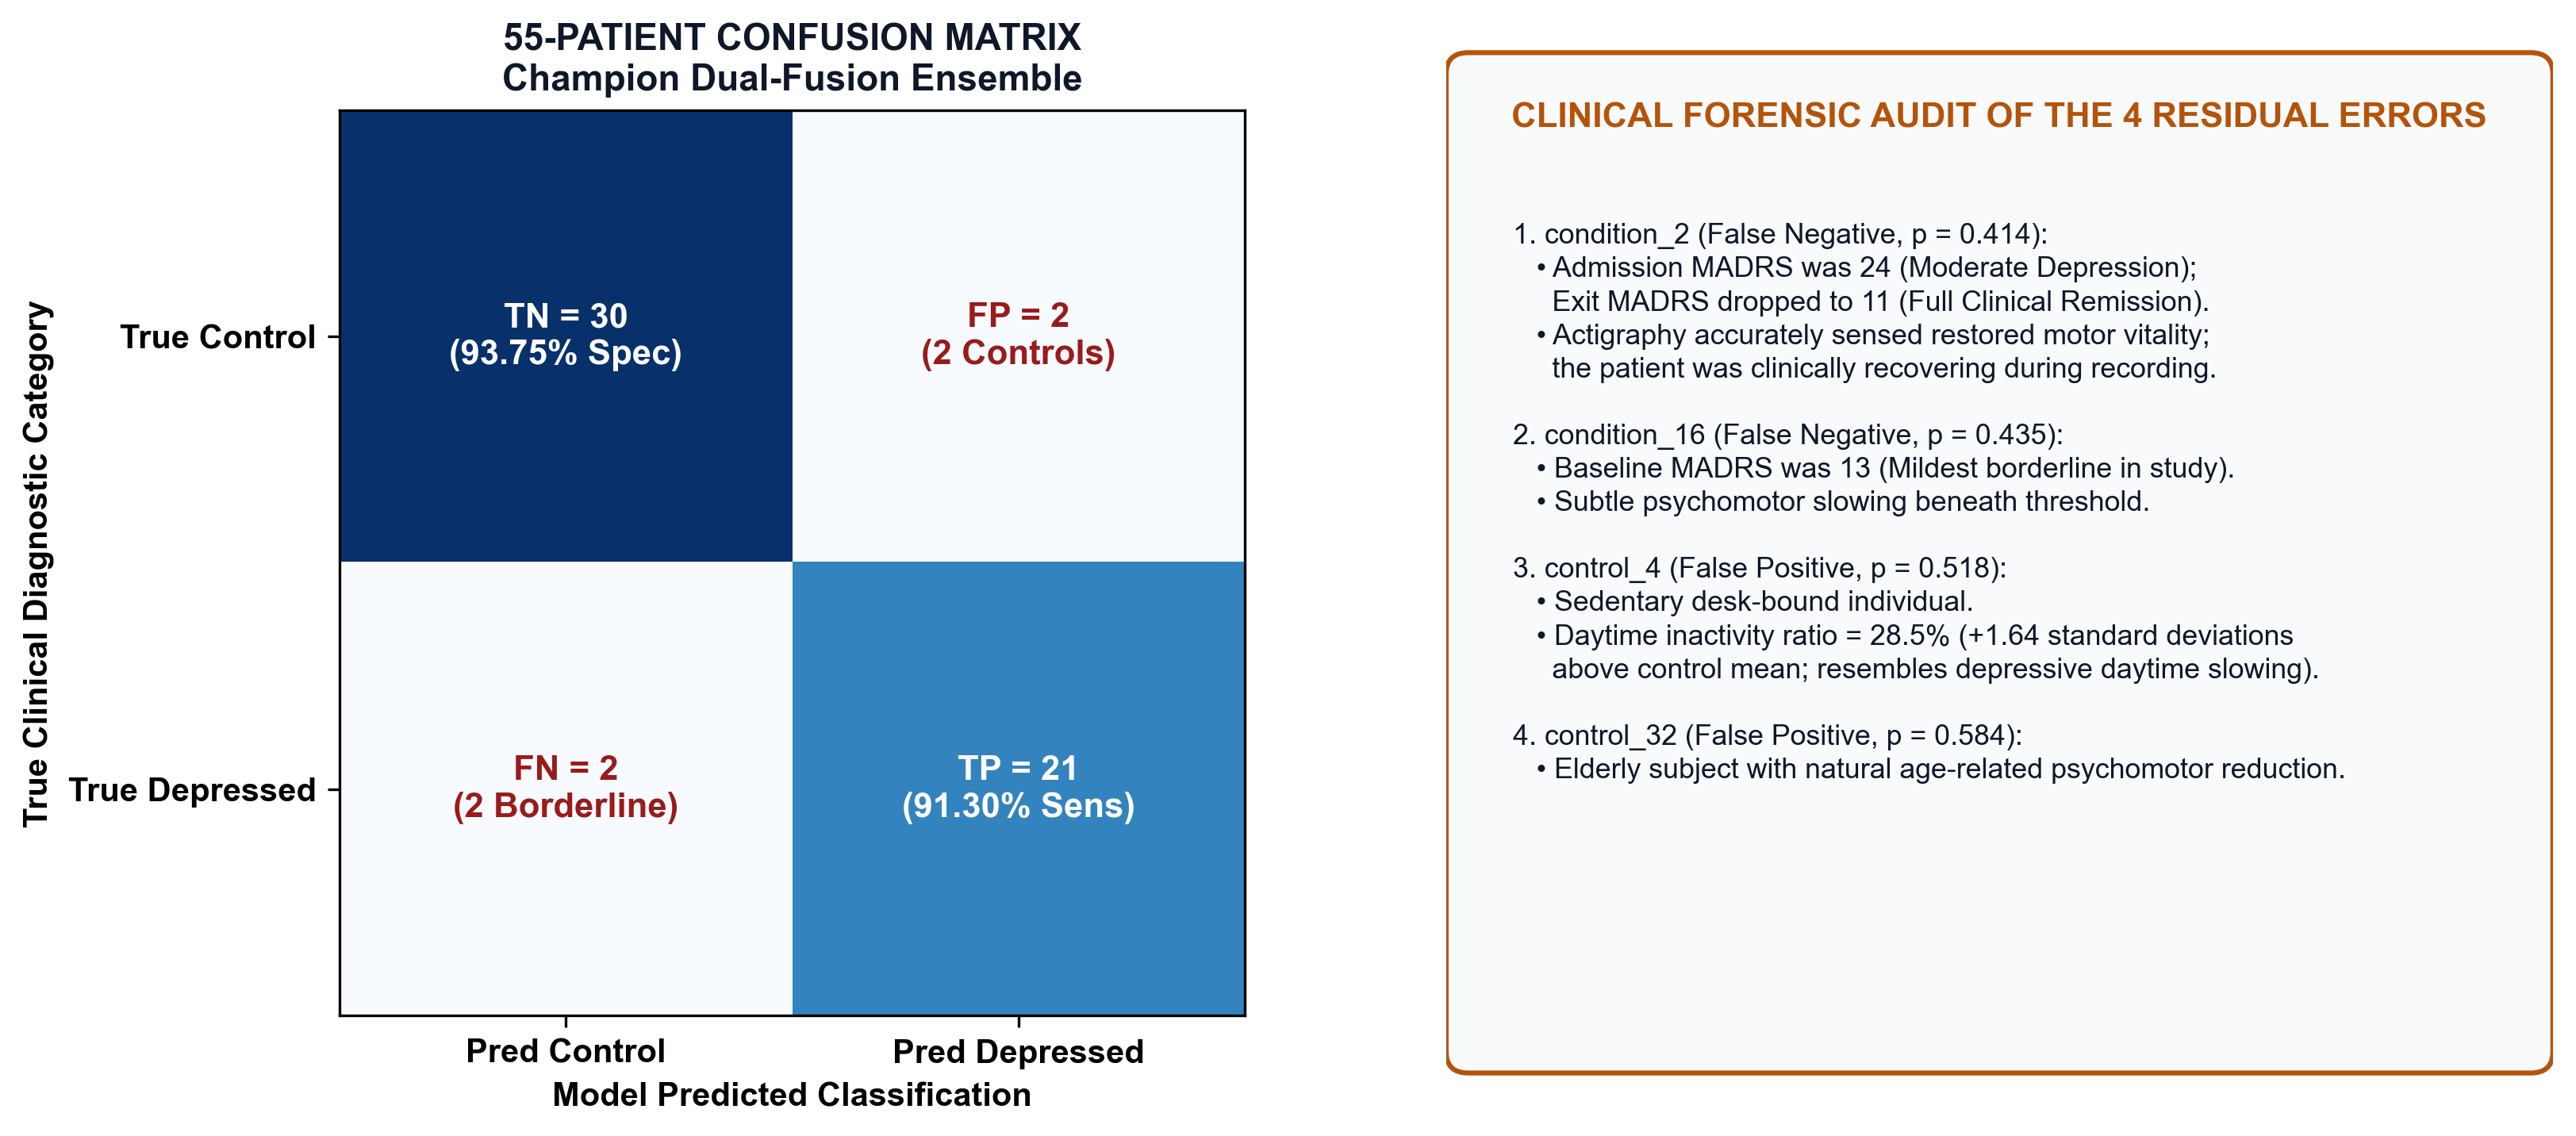 55-PATIENT CONFUSION MATRIX
Champion Dual-Fusion Ensemble
True Clinical Diagnostic Category
True Control
True Depressed
TN = 30
(93.75% Spec)
FP = 2
(2 Controls)
FN = 2
(2 Borderline)
TP = 21
(91.30% Sens)
Pred Control
Pred Depressed
Model Predicted Classification
CLINICAL FORENSIC AUDIT OF THE 4 RESIDUAL ERRORS
1. condition_2 (False Negative, p = 0.414):
• Admission MADRS was 24 (Moderate Depression);
Exit MADRS dropped to 11 (Full Clinical Remission).
• Actigraphy accurately sensed restored motor vitality;
the patient was clinically recovering during recording.
2. condition_16 (False Negative, p = 0.435):
• Baseline MADRS was 13 (Mildest borderline in study).
• Subtle psychomotor slowing beneath threshold.
3. control_4 (False Positive, p = 0.518):
• Sedentary desk-bound individual.
• Daytime inactivity ratio = 28.5% (+1.64 standard deviations
above control mean; resembles depressive daytime slowing).
4. control_32 (False Positive, p = 0.584):
• Elderly subject with natural age-related psychomotor reduction.